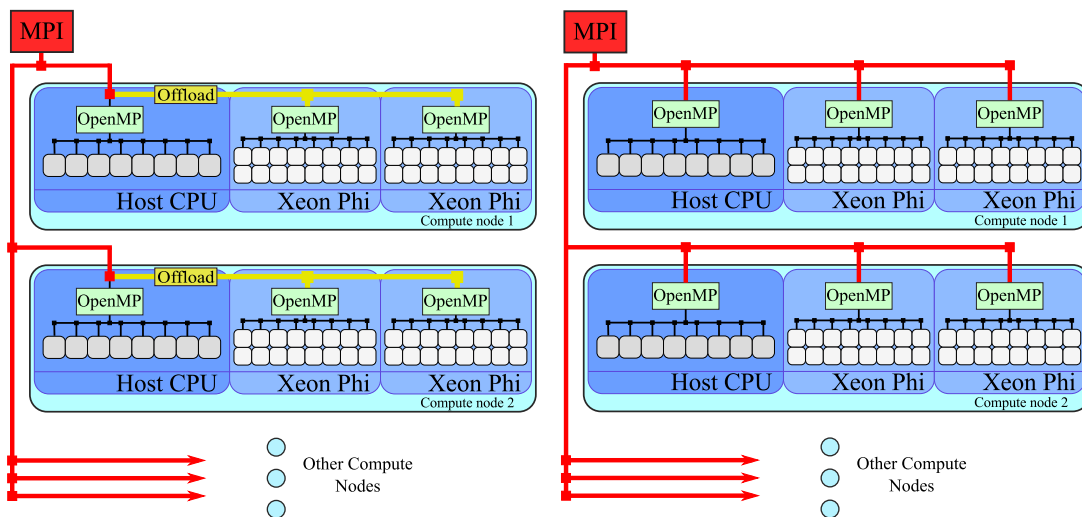 MPI
Offload
OpenMP OpenMP OpenMP
Host CPU Xeon Phi Xeon Phi
Compute node 1
Offload
OpenMP OpenMP OpenMP
Host CPU Xeon Phi Xeon Phi
Compute node 2
Other Compute
Nodes
MPI
OpenMP OpenMP OpenMP
Host CPU Xeon Phi Xeon Phi
Compute node 1
OpenMP OpenMP OpenMP
Host CPU Xeon Phi Xeon Phi
Compute node 2
Other Compute
Nodes